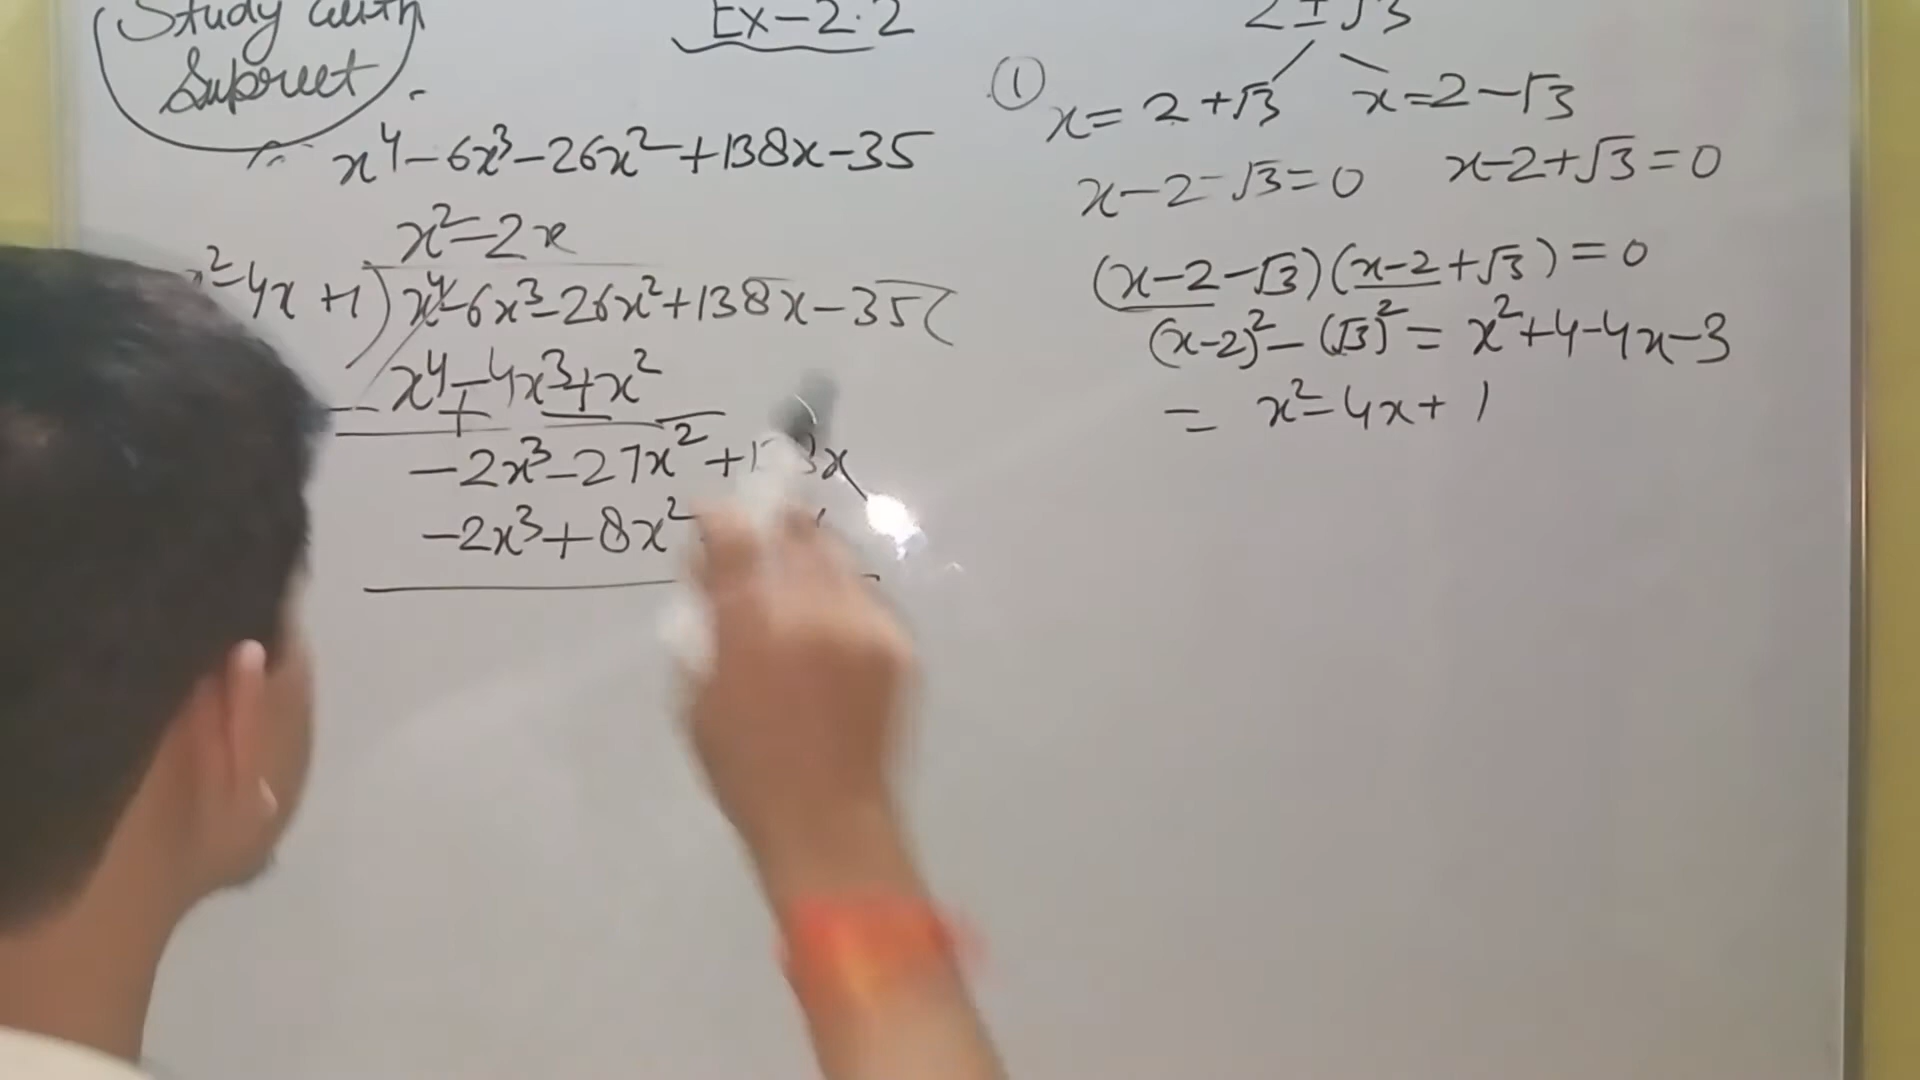 Study with
Subreet.
Ex-2.2
x⁴-6x³-26x²+138x-35
x²-2x
x²-4x+1)x⁴-6x³-26x²+138x-35(
x⁴-4x³+x²
- + -
-2x³-27x²+138x
-2x³+8x²
2±√3
① x=2+√3 x=2-√3
x-2-√3=0 x-2+√3=0
(x-2-√3)(x-2+√3)=0
(x-2)²-(√3)²=x²+4-4x-3
= x²-4x+1